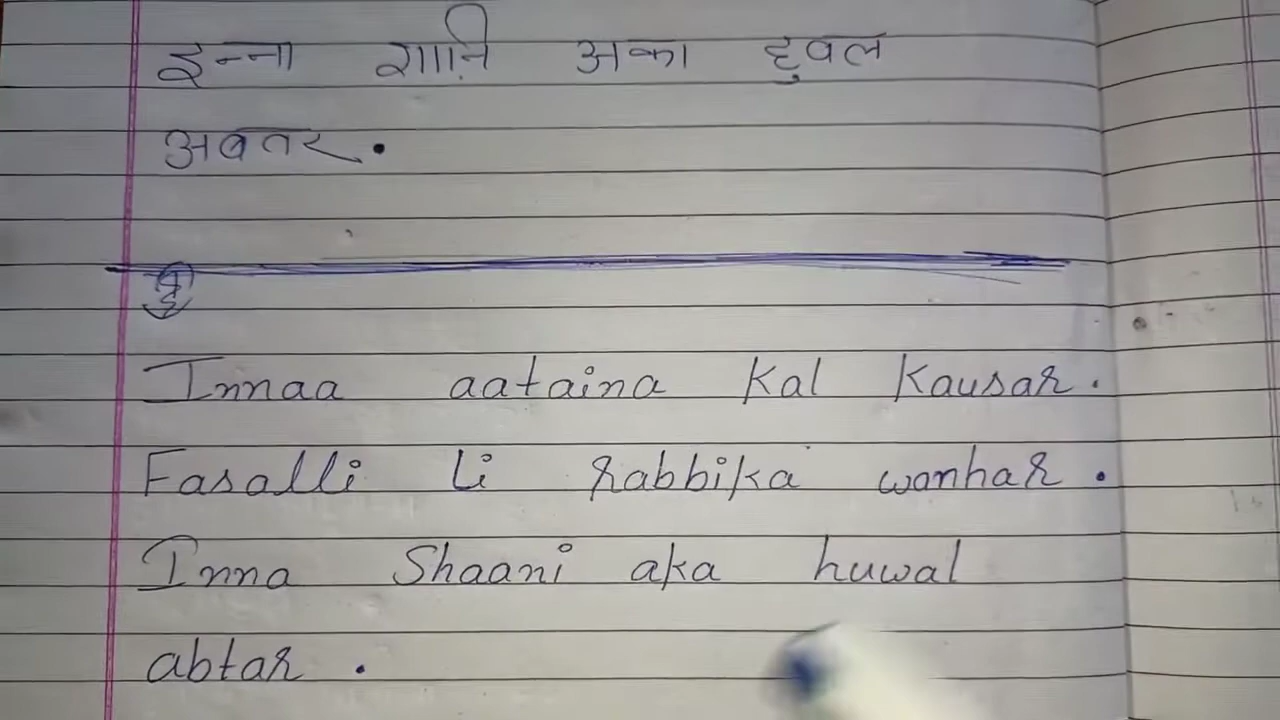 इन्ना शानि अका हुवल
अबतर.
Innaa aataina Kal Kausar.
Fasalli Li rabbika wanhar.
Inna Shaani aka huwal
abtar.